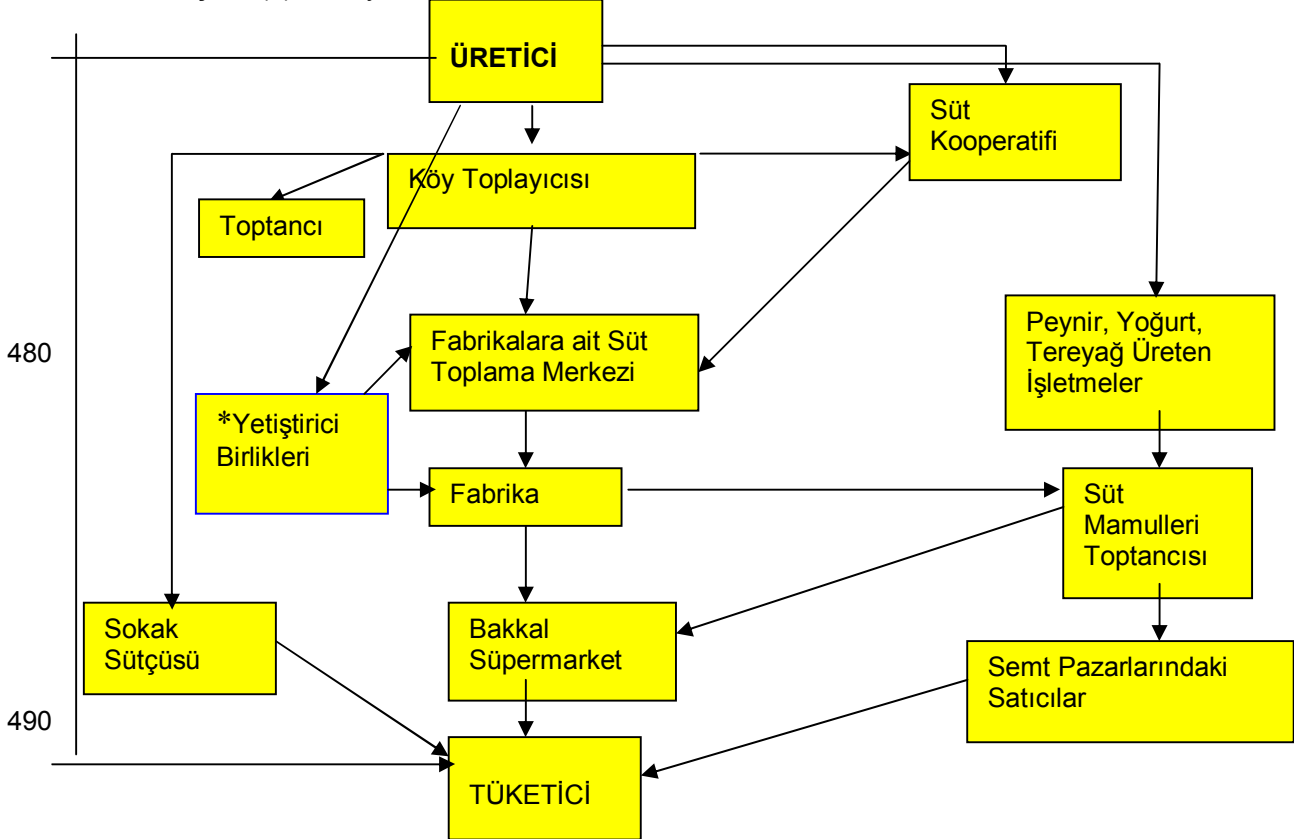 ÜRETİCİ
Süt
Kooperatifi
Köy Toplayıcısı
Toptancı
Fabrikalara ait Süt
Toplama Merkezi
Peynir, Yoğurt,
Tereyağ Üreten
İşletmeler
480
*Yetiştirici
Birlikleri
Fabrika
Süt
Mamulleri
Toptancısı
Sokak
Sütçüsü
Bakkal
Süpermarket
Semt Pazarlarındaki
Satıcılar
490
TÜKETİCİ